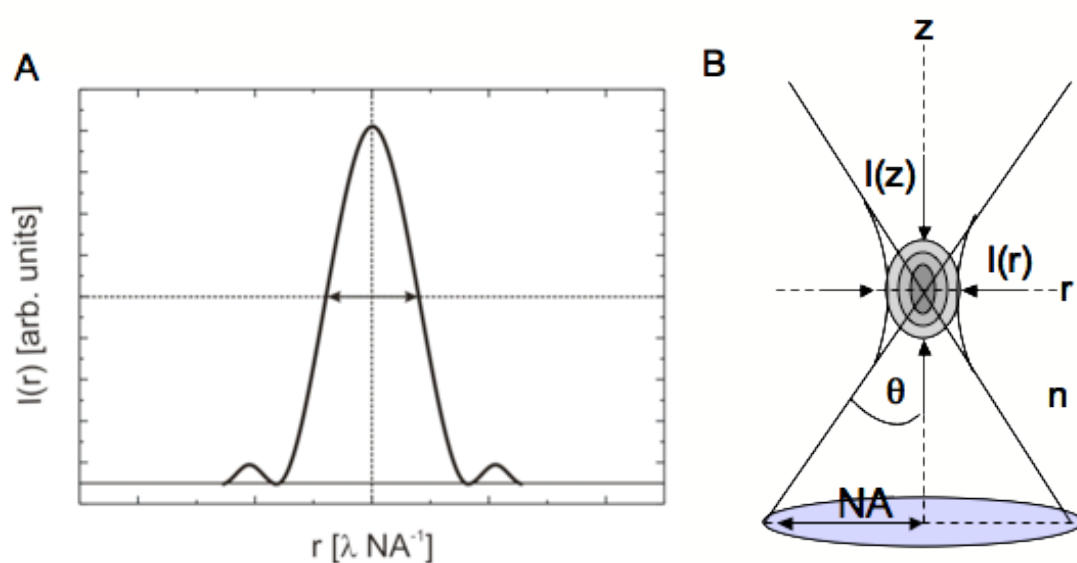 A
I(r) [arb. units]
r [λ NA⁻¹]
B
z
I(z)
I(r)
r
θ
n
NA